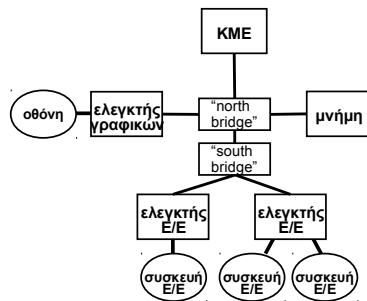 ΚΜΕ
οθόνη
ελεγκτής
γραφικών
“north
bridge”
μνήμη
“south
bridge”
ελεγκτής
Ε/Ε
ελεγκτής
Ε/Ε
συσκευή
Ε/Ε
συσκευή
Ε/Ε
συσκευή
Ε/Ε